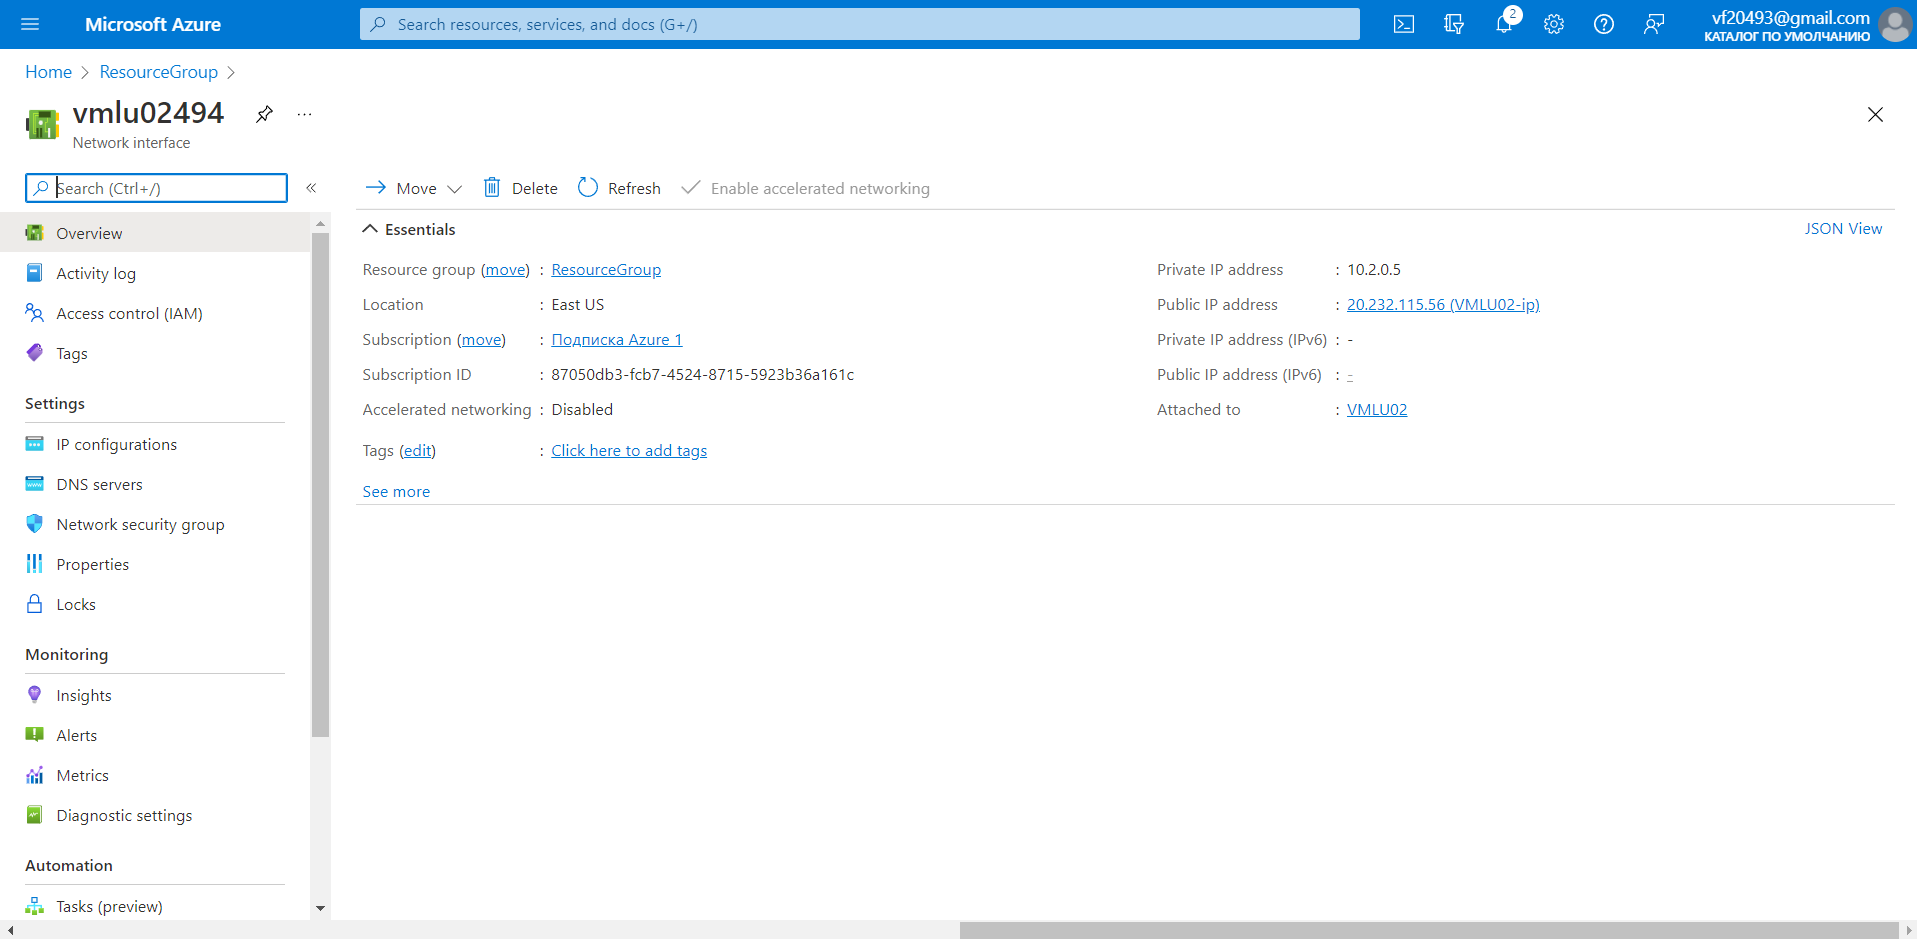 Microsoft Azure
Search resources, services, and docs (G+/)
2
vf20493@gmail.com
КАТАЛОГ ПО УМОЛЧАНИЮ
Home > ResourceGroup >
vmlu02494
Network interface
Search (Ctrl+/)
«
Overview
Activity log
Access control (IAM)
Tags
Settings
IP configurations
DNS servers
Network security group
Properties
Locks
Monitoring
Insights
Alerts
Metrics
Diagnostic settings
Automation
Tasks (preview)
Move
Delete
Refresh
Enable accelerated networking
Essentials
JSON View
Resource group (move) : ResourceGroup
Location : East US
Subscription (move) : Подписка Azure 1
Subscription ID : 87050db3-fcb7-4524-8715-5923b36a161c
Accelerated networking : Disabled
Tags (edit) : Click here to add tags
See more
Private IP address : 10.2.0.5
Public IP address : 20.232.115.56 (VMLU02-ip)
Private IP address (IPv6) : -
Public IP address (IPv6) : -
Attached to : VMLU02